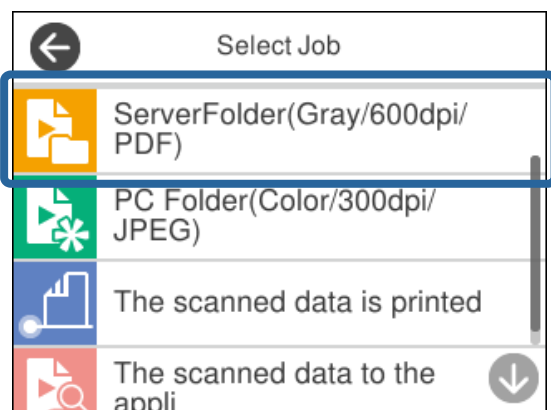 Select Job
ServerFolder(Gray/600dpi/
PDF)
PC Folder(Color/300dpi/
JPEG)
The scanned data is printed
The scanned data to the
appli